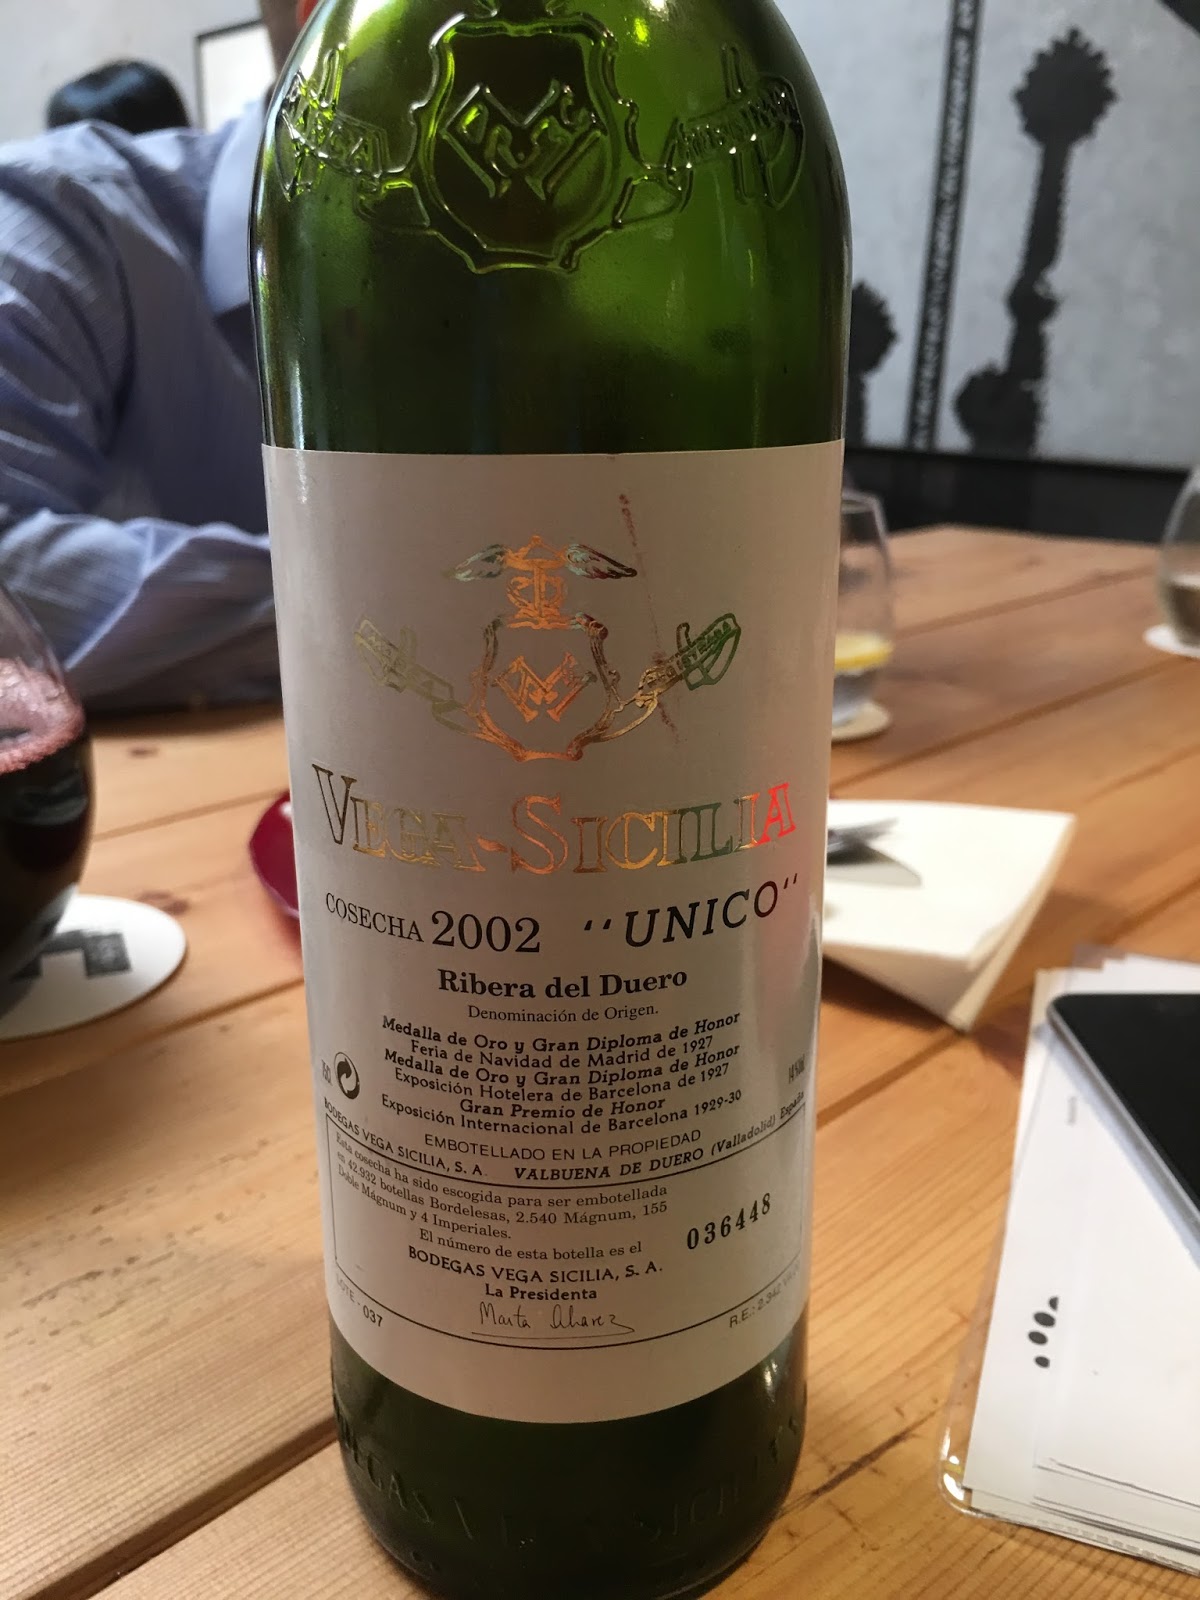 VEGA
VEGA-SICILIA
COSECHA 2002 "UNICO"
Ribera del Duero
Denominación de Origen.
Medalla de Oro y Gran Diploma de Honor
Feria de Navidad de Madrid de 1927
Medalla de Oro y Gran Diploma de Honor
Exposición Hotelera de Barcelona de 1927
Gran Premio de Honor
Exposición Internacional de Barcelona 1929-30
EMBOTELLADO EN LA PROPIEDAD
BODEGAS VEGA SICILIA, S. A. VALBUENA DE DUERO (Valladolid) España
Esta cosecha ha sido escogida para ser embotellada
en 42.932 botellas Bordelesas, 2.540 Mágnum, 155
Doble Mágnum y 4 Imperiales.
El número de esta botella es el 036448
BODEGAS VEGA SICILIA, S. A.
La Presidenta
Marta Alvarez
LOTE - 037
R.E.: 2.342